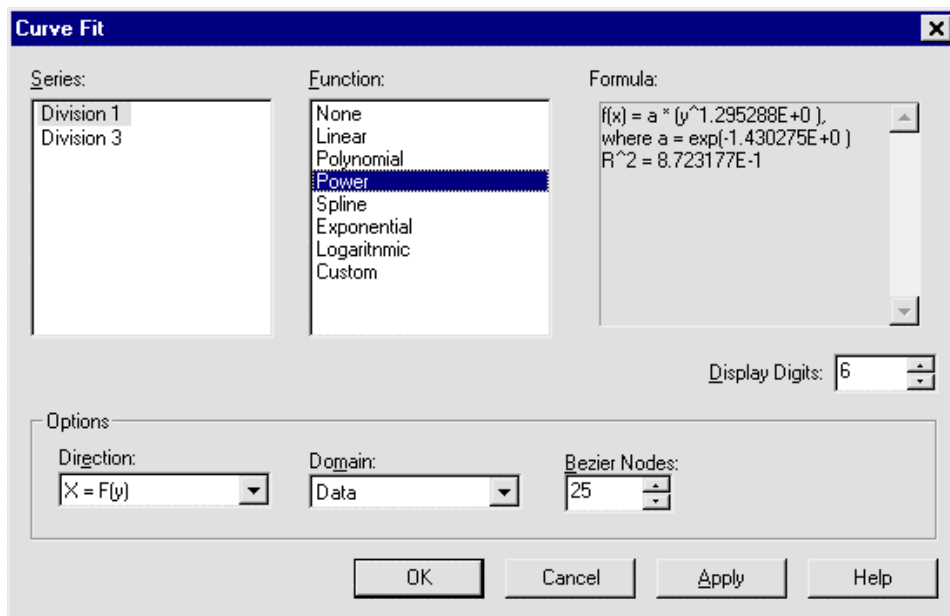 Curve Fit
Series:
Division 1
Division 3
Function:
None
Linear
Polynomial
Power
Spline
Exponential
Logaritnmic
Custom
Formula:
f(x) = a * (y^1.295288E+0 ),
where a = exp(-1.430275E+0 )
R^2 = 8.723177E-1
Display Digits: 6
Options
Direction:
X = F(y)
Domain:
Data
Bezier Nodes:
25
OK
Cancel
Apply
Help